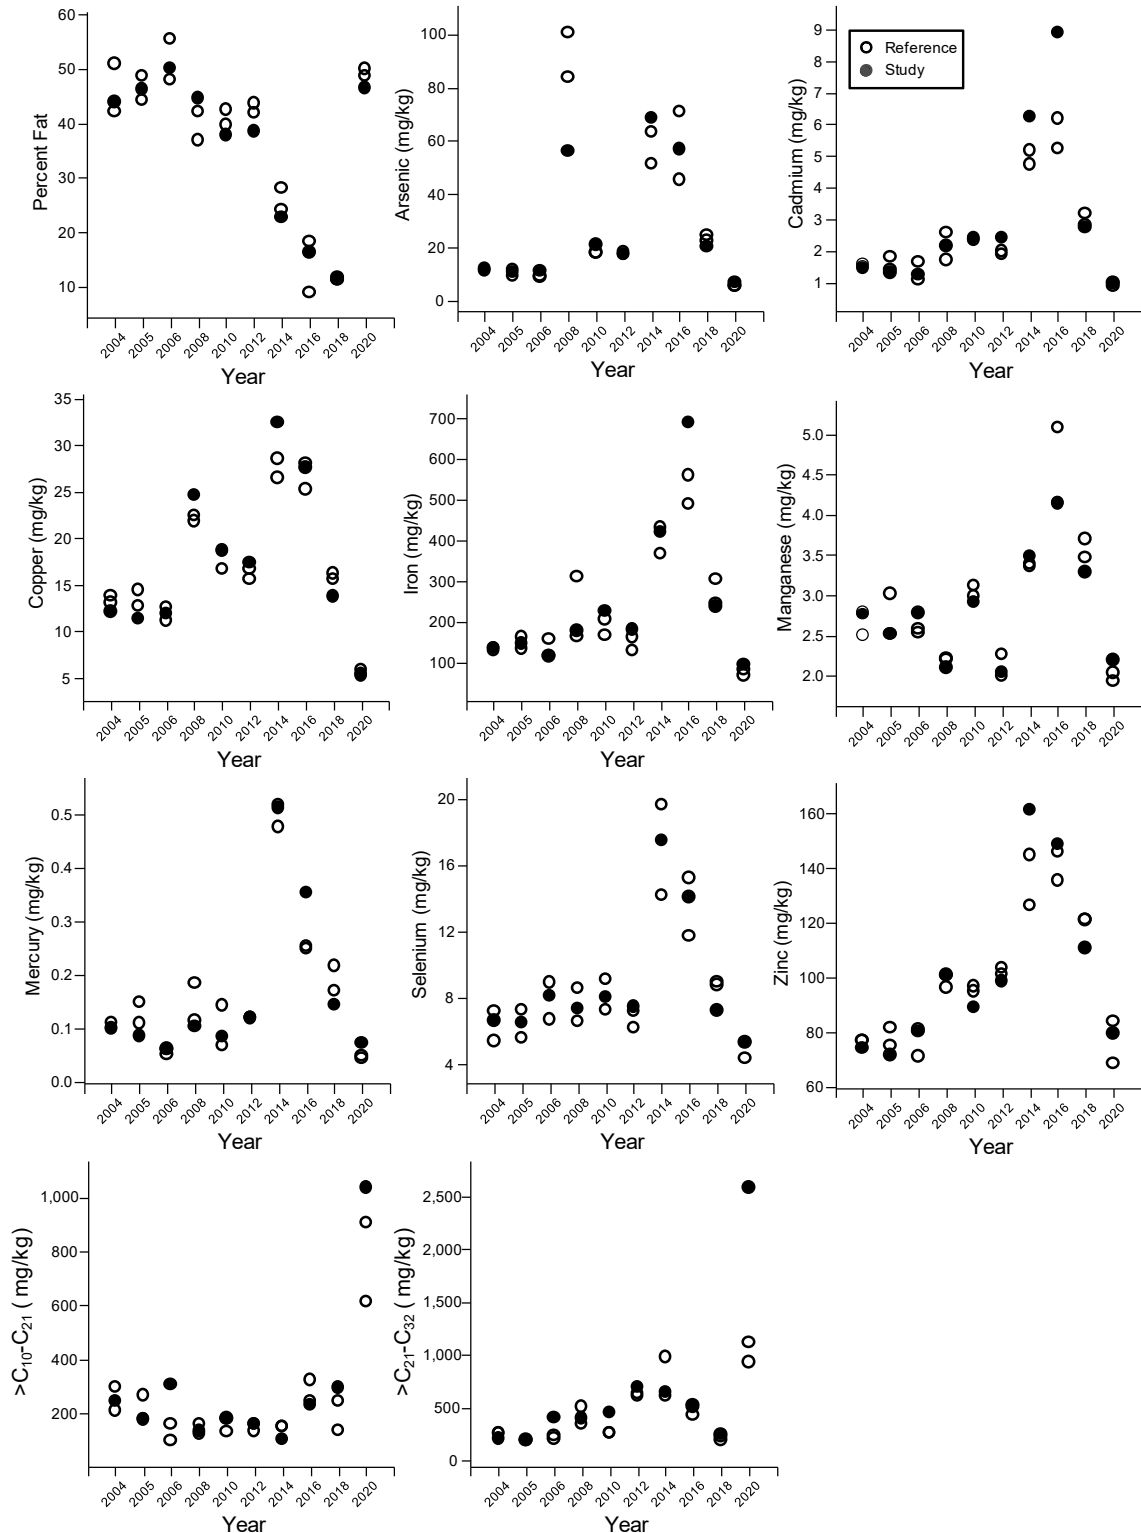 Percent Fat
60
50
40
30
20
10
2004 2005 2006 2008 2010 2012 2014 2016 2018 2020
Year
Arsenic (mg/kg)
100
80
60
40
20
0
2004 2005 2006 2008 2010 2012 2014 2016 2018 2020
Year
Cadmium (mg/kg)
9
8
7
6
5
4
3
2
1
Reference
Study
2004 2005 2006 2008 2010 2012 2014 2016 2018 2020
Year
Copper (mg/kg)
35
30
25
20
15
10
5
2004 2005 2006 2008 2010 2012 2014 2016 2018 2020
Year
Iron (mg/kg)
700
600
500
400
300
200
100
2004 2005 2006 2008 2010 2012 2014 2016 2018 2020
Year
Manganese (mg/kg)
5.0
4.5
4.0
3.5
3.0
2.5
2.0
2004 2005 2006 2008 2010 2012 2014 2016 2018 2020
Year
Mercury (mg/kg)
0.5
0.4
0.3
0.2
0.1
0.0
2004 2005 2006 2008 2010 2012 2014 2016 2018 2020
Year
Selenium (mg/kg)
20
16
12
8
4
2004 2005 2006 2008 2010 2012 2014 2016 2018 2020
Year
Zinc (mg/kg)
160
140
120
100
80
60
2004 2005 2006 2008 2010 2012 2014 2016 2018 2020
Year
>C10-C21 ( mg/kg)
1,000
800
600
400
200
2004 2005 2006 2008 2010 2012 2014 2016 2018 2020
Year
>C21-C32 ( mg/kg)
2,500
2,000
1,500
1,000
500
0
2004 2005 2006 2008 2010 2012 2014 2016 2018 2020
Year